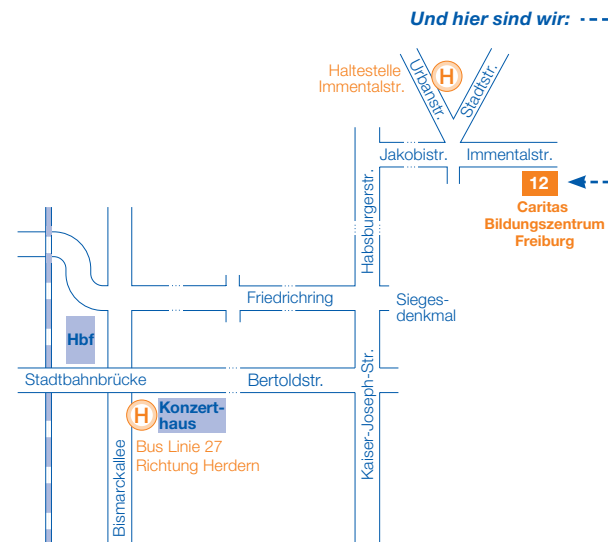 Und hier sind wir:
Haltestelle
Immentalstr.
H
Urbanstr.
Stadtstr.
Jakobistr.
Immentalstr.
12
Caritas
Bildungszentrum
Freiburg
Habsburgerstr.
Friedrichring
Sieges-
denkmal
Hbf
Stadtbahnbrücke
Bertoldstr.
H
Konzert-
haus
Bus Linie 27
Richtung Herdern
Bismarckallee
Kaiser-Joseph-Str.